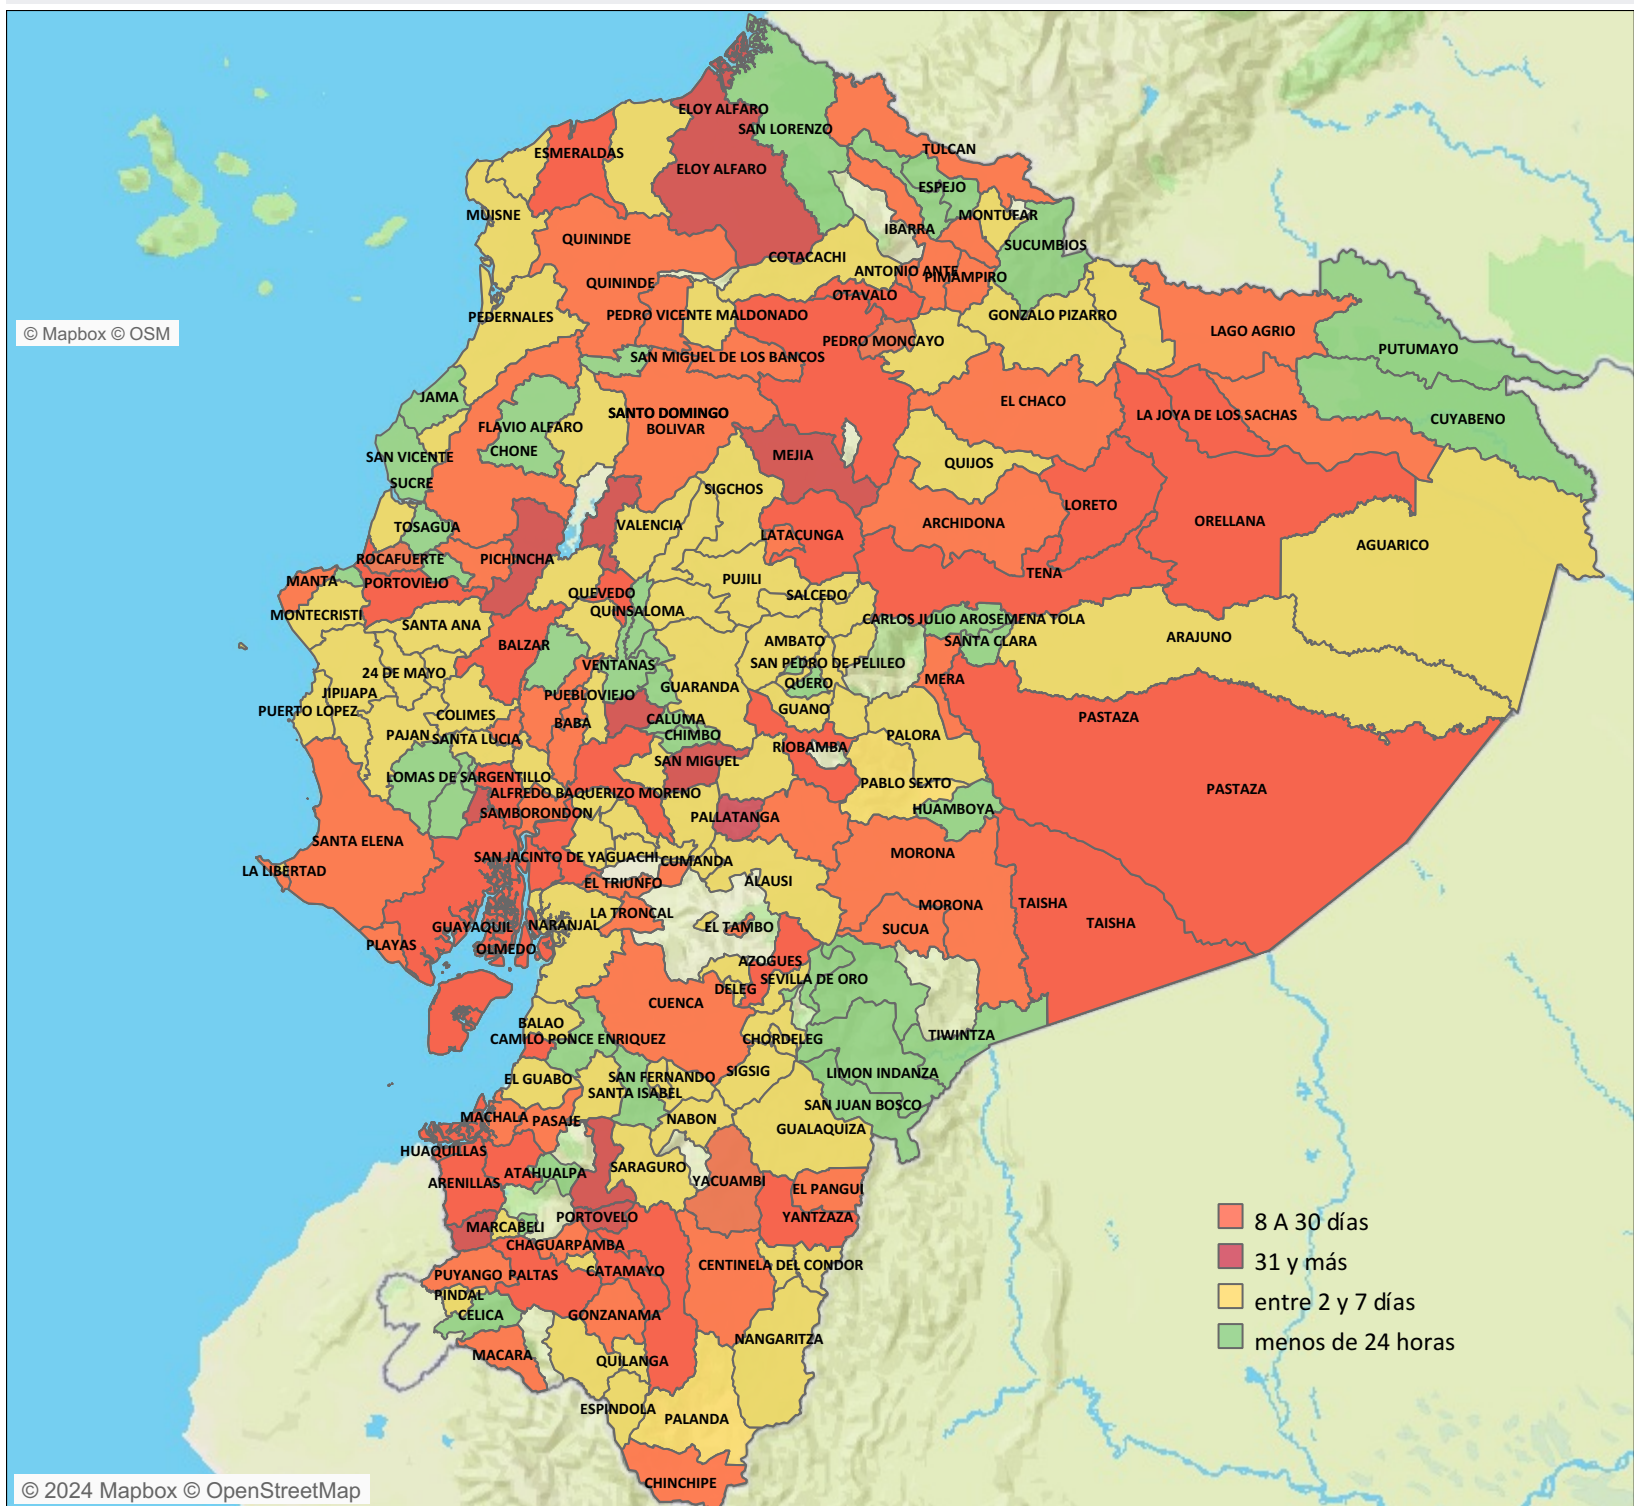 ELOY ALFARO
SAN LORENZO
ESMERALDAS
TULCAN
ELOY ALFARO
ESPEJO
MUISNE
MONTUFAR
IBARRA
QUININDE
SUCUMBIOS
COTACACHI
ANTONIO ANTE
PIMAMPIRO
QUININDE
OTAVALO
PEDERNALES
PEDRO VICENTE MALDONADO
GONZALO PIZARRO
© Mapbox © OSM
LAGO AGRIO
PEDRO MONCAYO
PUTUMAYO
SAN MIGUEL DE LOS BANCOS
JAMA
EL CHACO
SANTO DOMINGO
LA JOYA DE LOS SACHAS
CUYABENO
FLAVIO ALFARO
BOLIVAR
CHONE
SAN VICENTE
MEJIA
QUIJOS
SUCRE
SIGCHOS
LORETO
TOSAGUA
VALENCIA
ARCHIDONA
ORELLANA
LATACUNGA
AGUARICO
ROCAFUERTE
PICHINCHA
TENA
MANTA
PORTOVIEJO
PUJILI
QUEVEDO
SALCEDO
MONTECRISTI
QUINSALOMA
SANTA ANA
CARLOS JULIO AROSEMENA TOLA
BALZAR
AMBATO
SANTA CLARA
ARAJUNO
VENTANAS
SAN PEDRO DE PELILEO
24 DE MAYO
MERA
QUERO
JIPIJAPA
PUEBLOVIEJO
GUARANDA
PUERTO LOPEZ
COLIMES
GUANO
PASTAZA
BABA
CALUMA
PAJAN
SANTA LUCIA
CHIMBO
PALORA
RIOBAMBA
SAN MIGUEL
LOMAS DE SARGENTILLO
PABLO SEXTO
PASTAZA
ALFREDO BAQUERIZO MORENO
SAMBORONDON
HUAMBOYA
PALLATANGA
SANTA ELENA
MORONA
SAN JACINTO DE YAGUACHI
CUMANDA
LA LIBERTAD
EL TRIUNFO
ALAUSI
MORONA
TAISHA
LA TRONCAL
GUAYAQUIL
NARANJAL
EL TAMBO
SUCUA
TAISHA
PLAYAS
OLMEDO
AZOGUES
SEVILLA DE ORO
DELEG
CUENCA
BALAO
CAMILO PONCE ENRIQUEZ
CHORDELEG
TIWINTZA
EL GUABO
SAN FERNANDO
SIGSIG
LIMON INDANZA
SANTA ISABEL
SAN JUAN BOSCO
MACHALA
PASAJE
NABON
GUALAQUIZA
HUAQUILLAS
SARAGURO
ATAHUALPA
ARENILLAS
YACUAMBI
EL PANGUI
PORTOVELO
YANTZAZA
8 A 30 días
MARCABELI
CHAGUARPAMBA
31 y más
PUYANGO
PALTAS
CATAMAYO
CENTINELA DEL CONDOR
PINDAL
entre 2 y 7 días
CELICA
GONZANAMA
NANGARITZA
menos de 24 horas
MACARA
QUILANGA
ESPINDOLA
PALANDA
CHINCHIPE
© 2024 Mapbox © OpenStreetMap